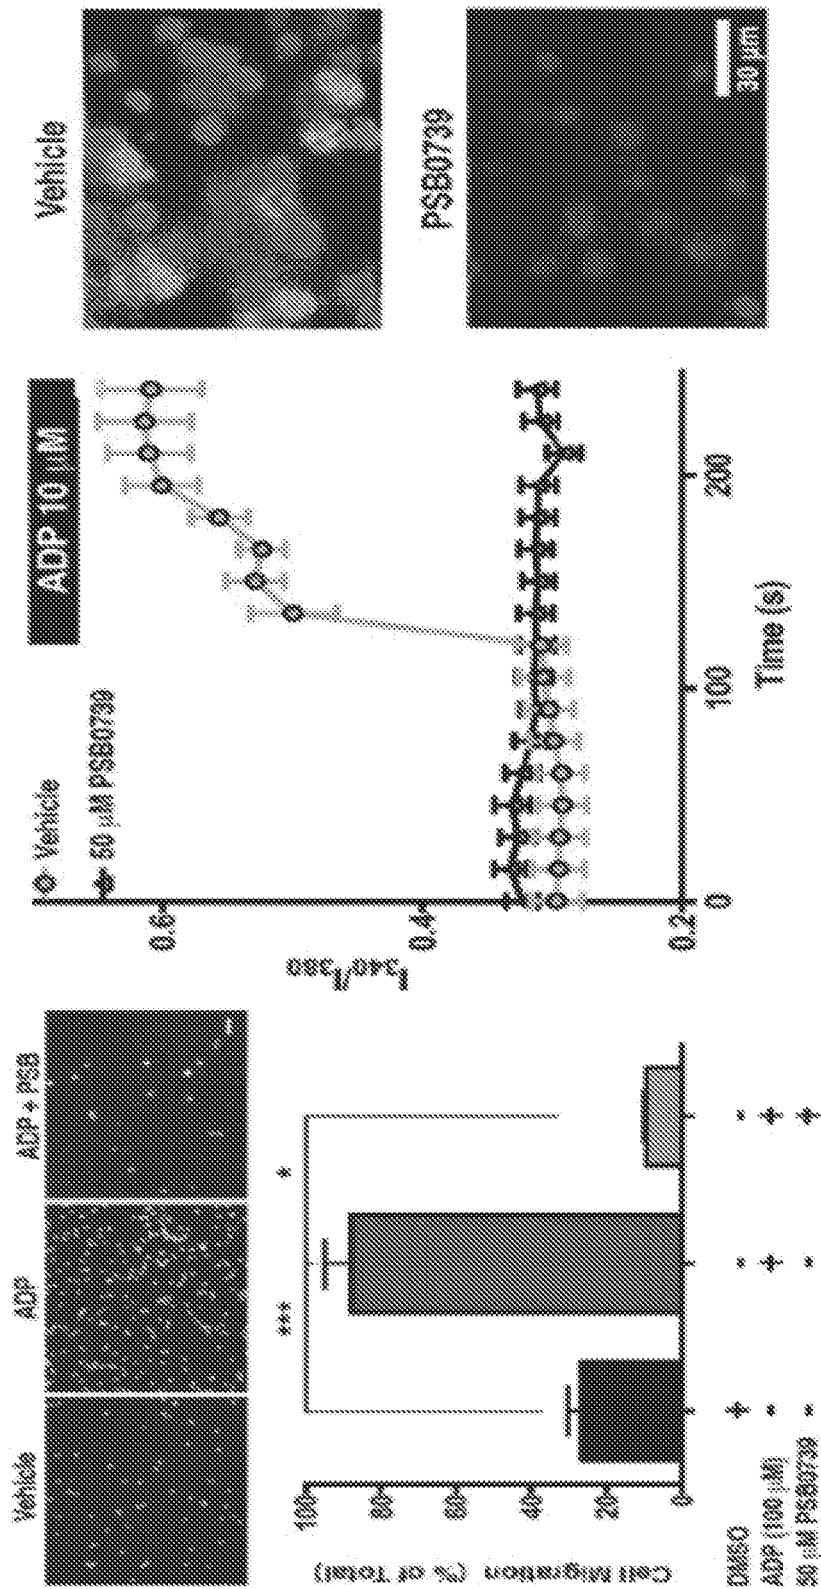 Vehicle
ADP
ADP + PSB
Cell Migration (% of Total)
100
80
60
40
20
0
***
*
DMSO + - -
ADP (100 µM) - + +
50 µM PSB0739 - - +
Vehicle
50 µM PSB0739
ADP 10 µM
I340/I380
0.6
0.4
0.2
0
100
200
Time (s)
Vehicle
PSB0739
30 µm